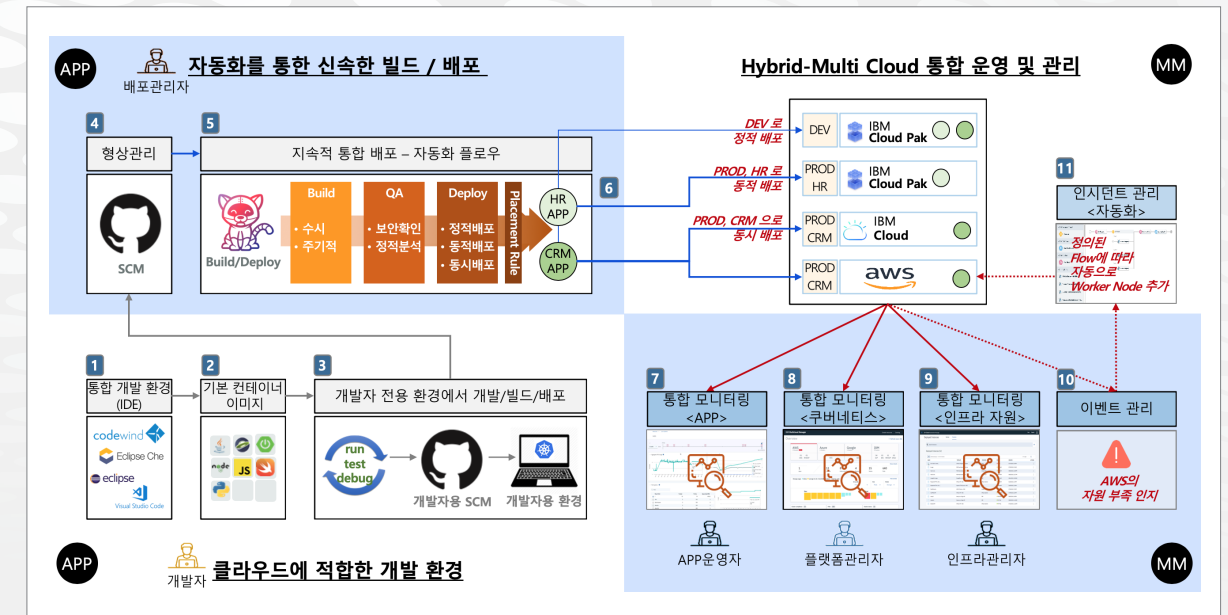 APP
배포관리자
자동화를 통한 신속한 빌드 / 배포
Hybrid-Multi Cloud 통합 운영 및 관리
MM
4
형상관리
SCM
5
지속적 통합 배포 – 자동화 플로우
Build/Deploy
Build
• 수시
• 주기적
QA
• 보안확인
• 정적분석
Deploy
• 정적배포
• 동적배포
• 동시배포
Placement Rule
HR
APP
CRM
APP
6
DEV 로
정적 배포
PROD, HR 로
동적 배포
PROD, CRM 으로
동시 배포
DEV
IBM
Cloud Pak
PROD
HR
IBM
Cloud Pak
PROD
CRM
IBM
Cloud
PROD
CRM
aws
11
인시던트 관리
<자동화>
정의된
Flow에 따라
자동으로
Worker Node 추가
1
통합 개발 환경
(IDE)
codewind
Eclipse Che
eclipse
Visual Studio Code
2
기본 컨테이너
이미지
node
JS
3
개발자 전용 환경에서 개발/빌드/배포
run
test
debug
개발자용 SCM
개발자용 환경
7
통합 모니터링
<APP>
APP운영자
8
통합 모니터링
<쿠버네티스>
플랫폼관리자
9
통합 모니터링
<인프라 자원>
인프라관리자
10
이벤트 관리
AWS의
자원 부족 인지
APP
개발자
클라우드에 적합한 개발 환경
MM